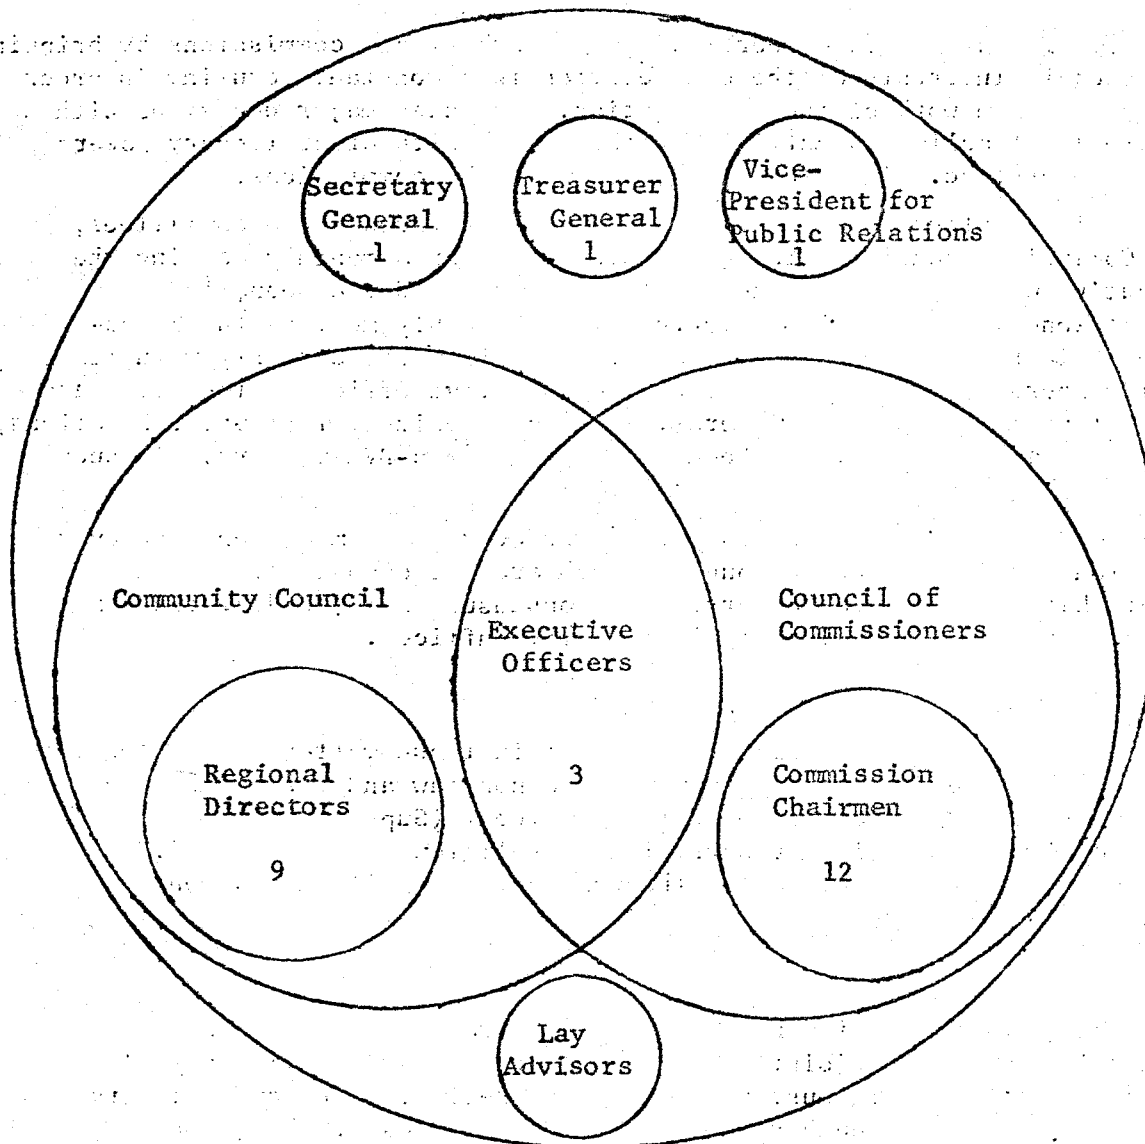 Secretary
General
1
Treasurer
General
1
Vice-
President for
Public Relations
1
Community Council
Executive
Officers
3
Council of
Commissioners
Regional
Directors
9
Commission
Chairmen
12
Lay
Advisors